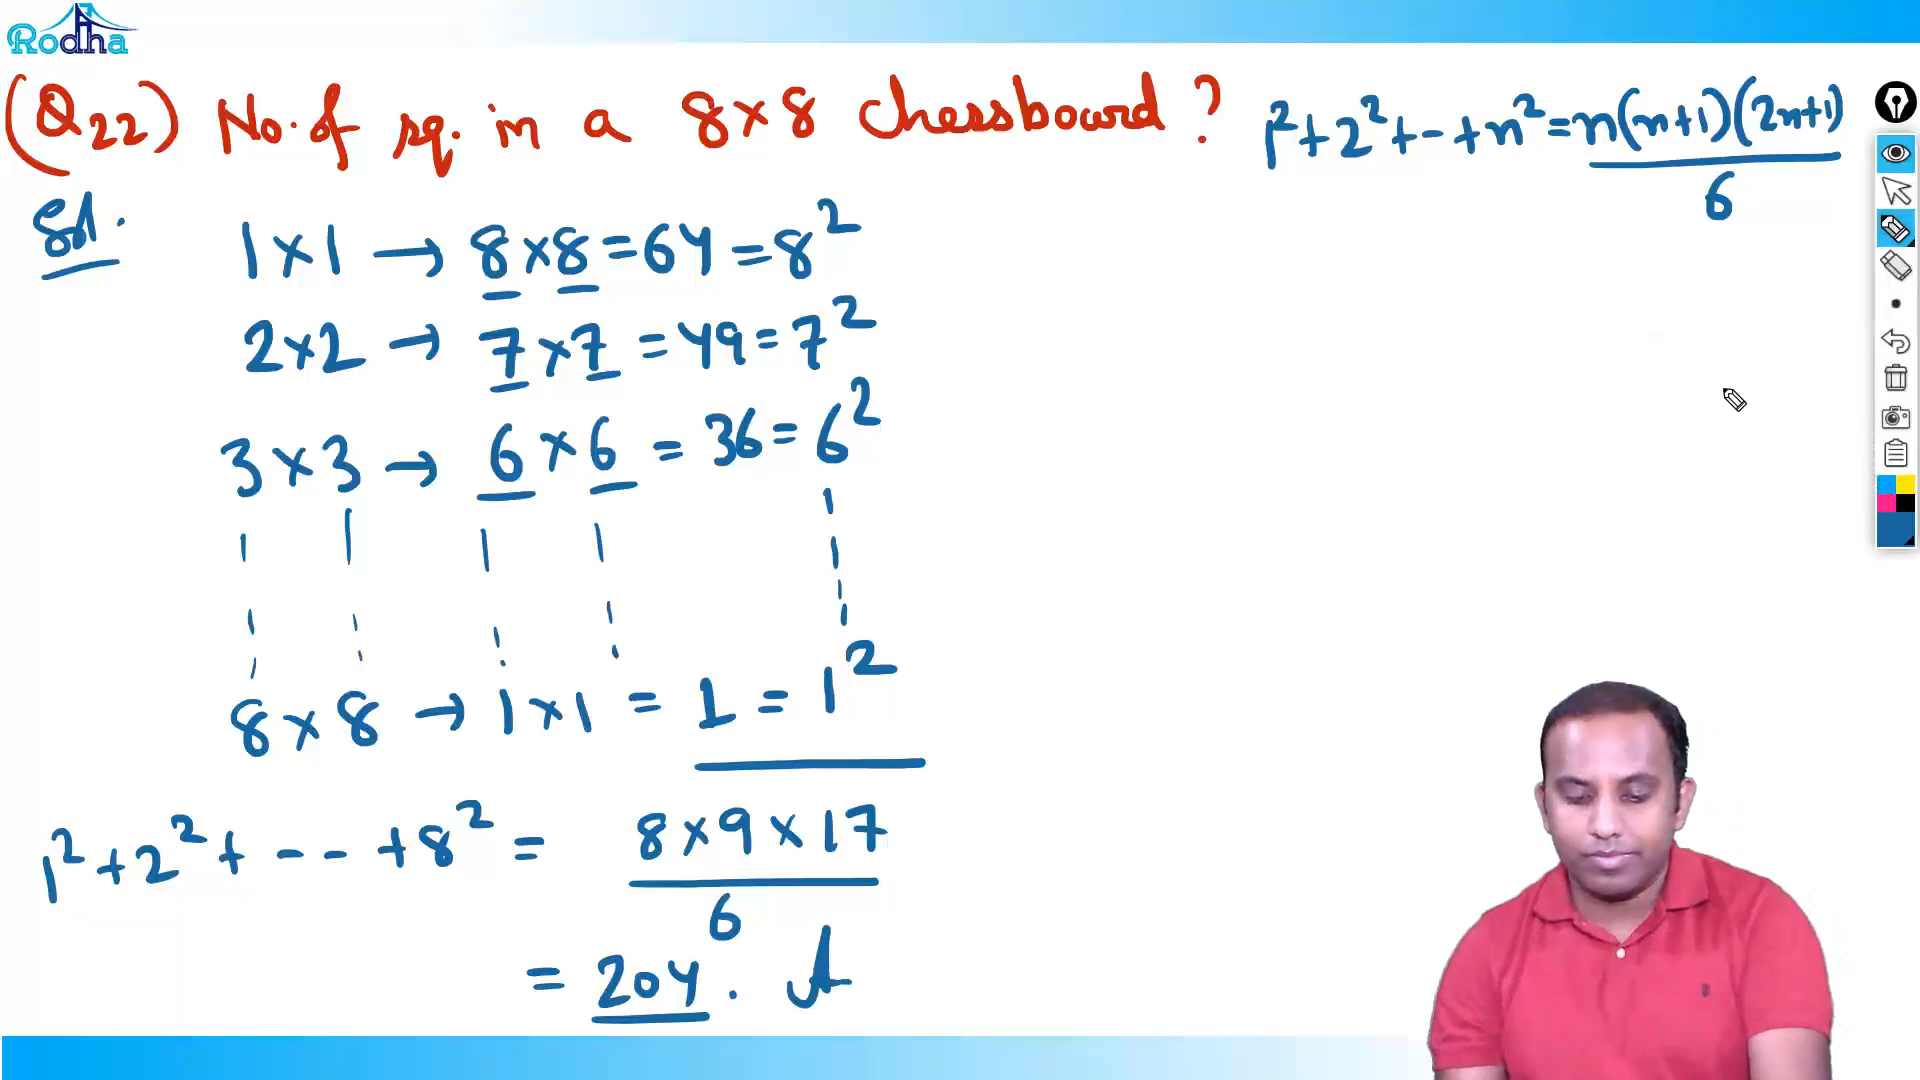 Rodha
(Q22) No. of sq. in a 8×8 chessboard ?
1²+2²+--+n² = n(n+1)(2n+1)
6
Sol.
1×1 → 8×8 = 64 = 8²
2×2 → 7×7 = 49 = 7²
3×3 → 6×6 = 36 = 6²
8×8 → 1×1 = 1 = 1²
1²+2²+ --- +8² = 8×9×17
6
= 204.